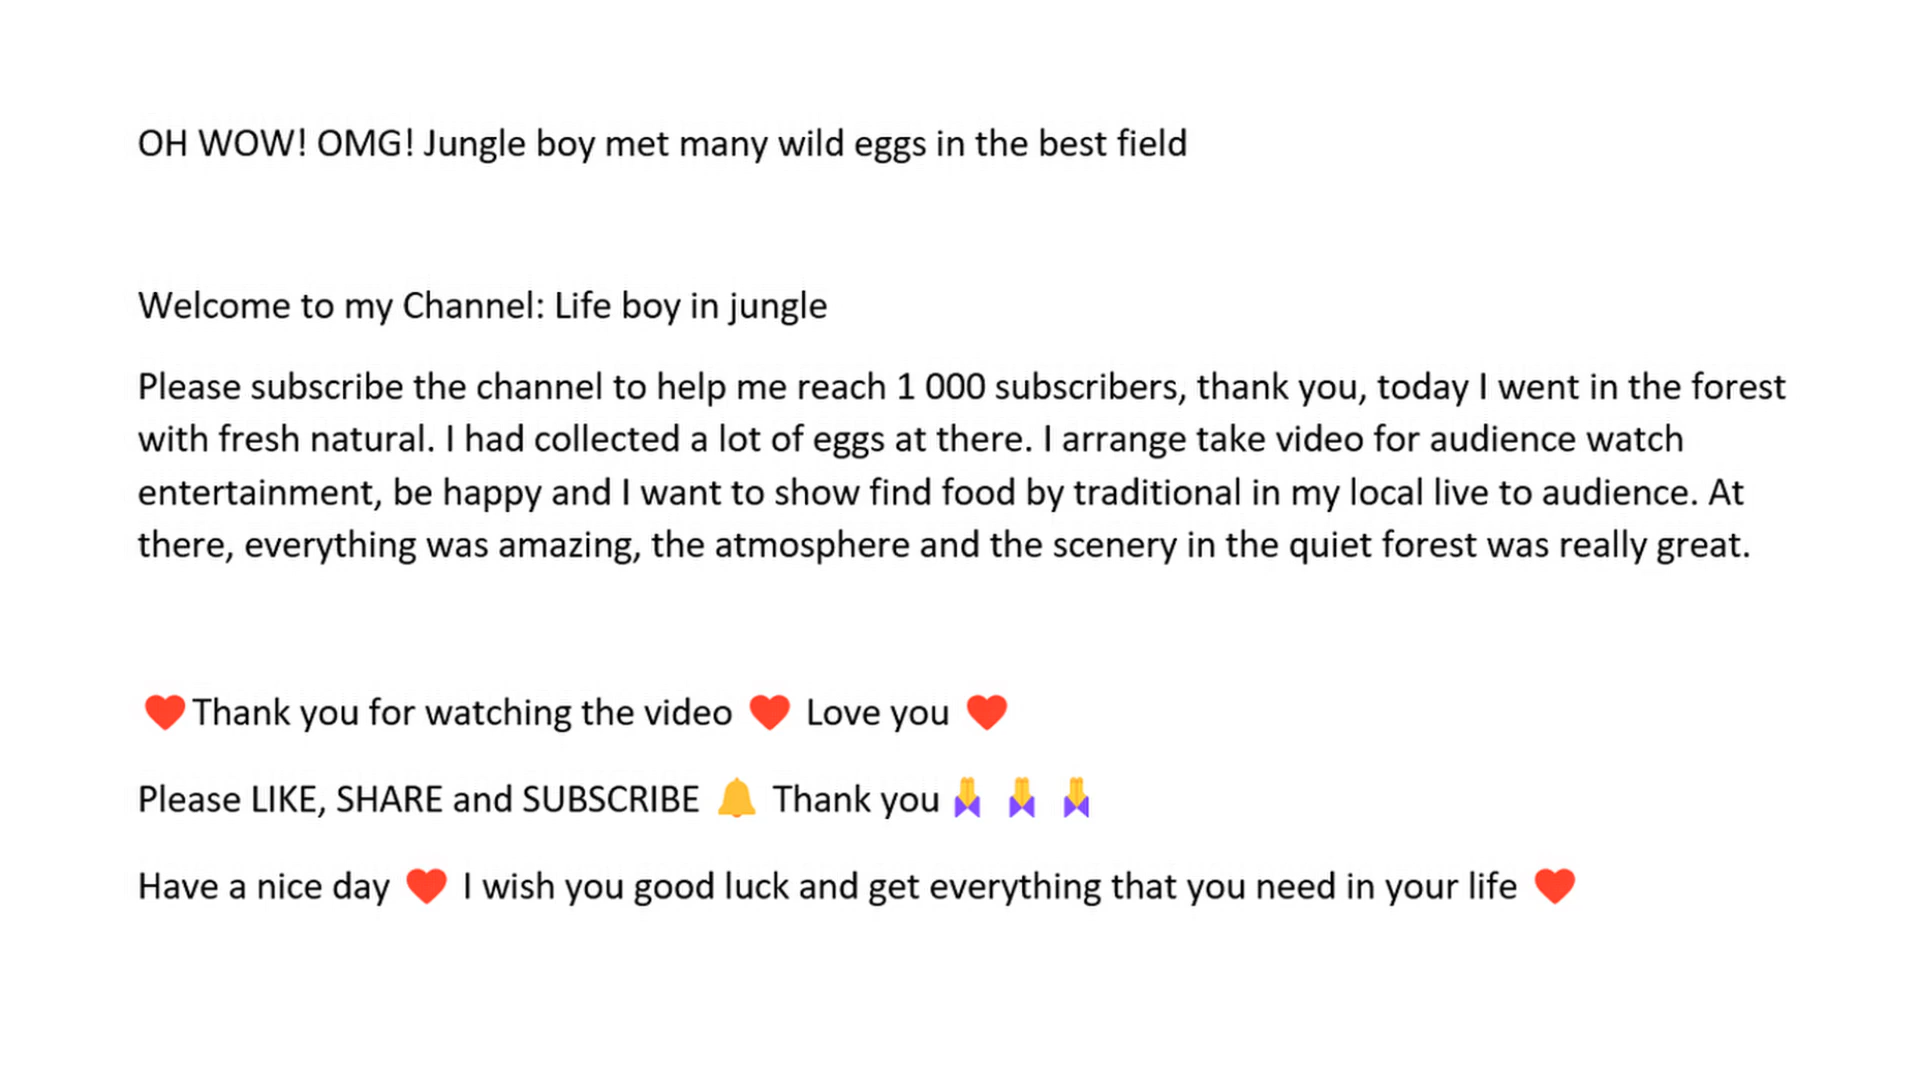 OH WOW! OMG! Jungle boy met many wild eggs in the best field
Welcome to my Channel: Life boy in jungle
Please subscribe the channel to help me reach 1 000 subscribers, thank you, today I went in the forest
with fresh natural. I had collected a lot of eggs at there. I arrange take video for audience watch
entertainment, be happy and I want to show find food by traditional in my local live to audience. At
there, everything was amazing, the atmosphere and the scenery in the quiet forest was really great.
❤️Thank you for watching the video ❤️ Love you ❤️
Please LIKE, SHARE and SUBSCRIBE 🔔 Thank you🙏 🙏 🙏
Have a nice day ❤️ I wish you good luck and get everything that you need in your life ❤️